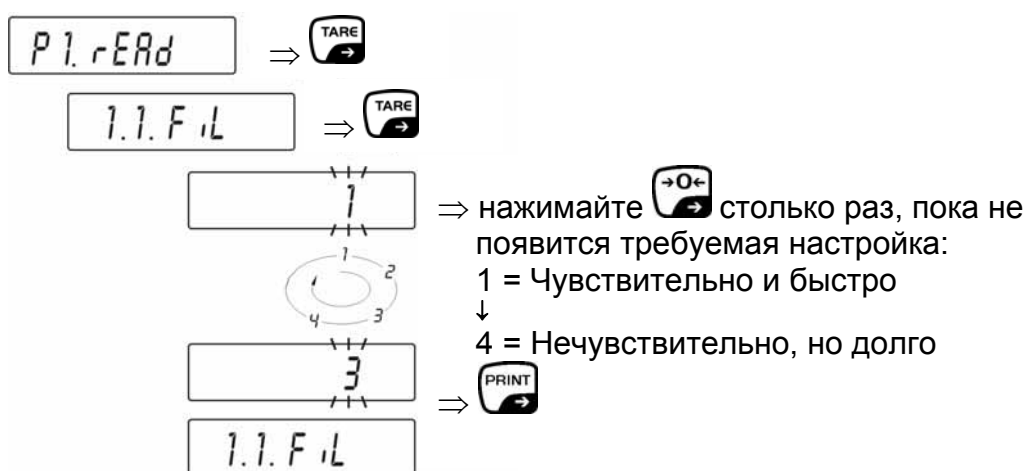 P1.rEAd ⇒ TARE
1.1.FiL ⇒ TARE
1 ⇒ нажимайте →0← столько раз, пока не
появится требуемая настройка:
1 = Чувствительно и быстро
↓
4 = Нечувствительно, но долго
1
2
3
4
3 ⇒ PRINT
1.1.FiL